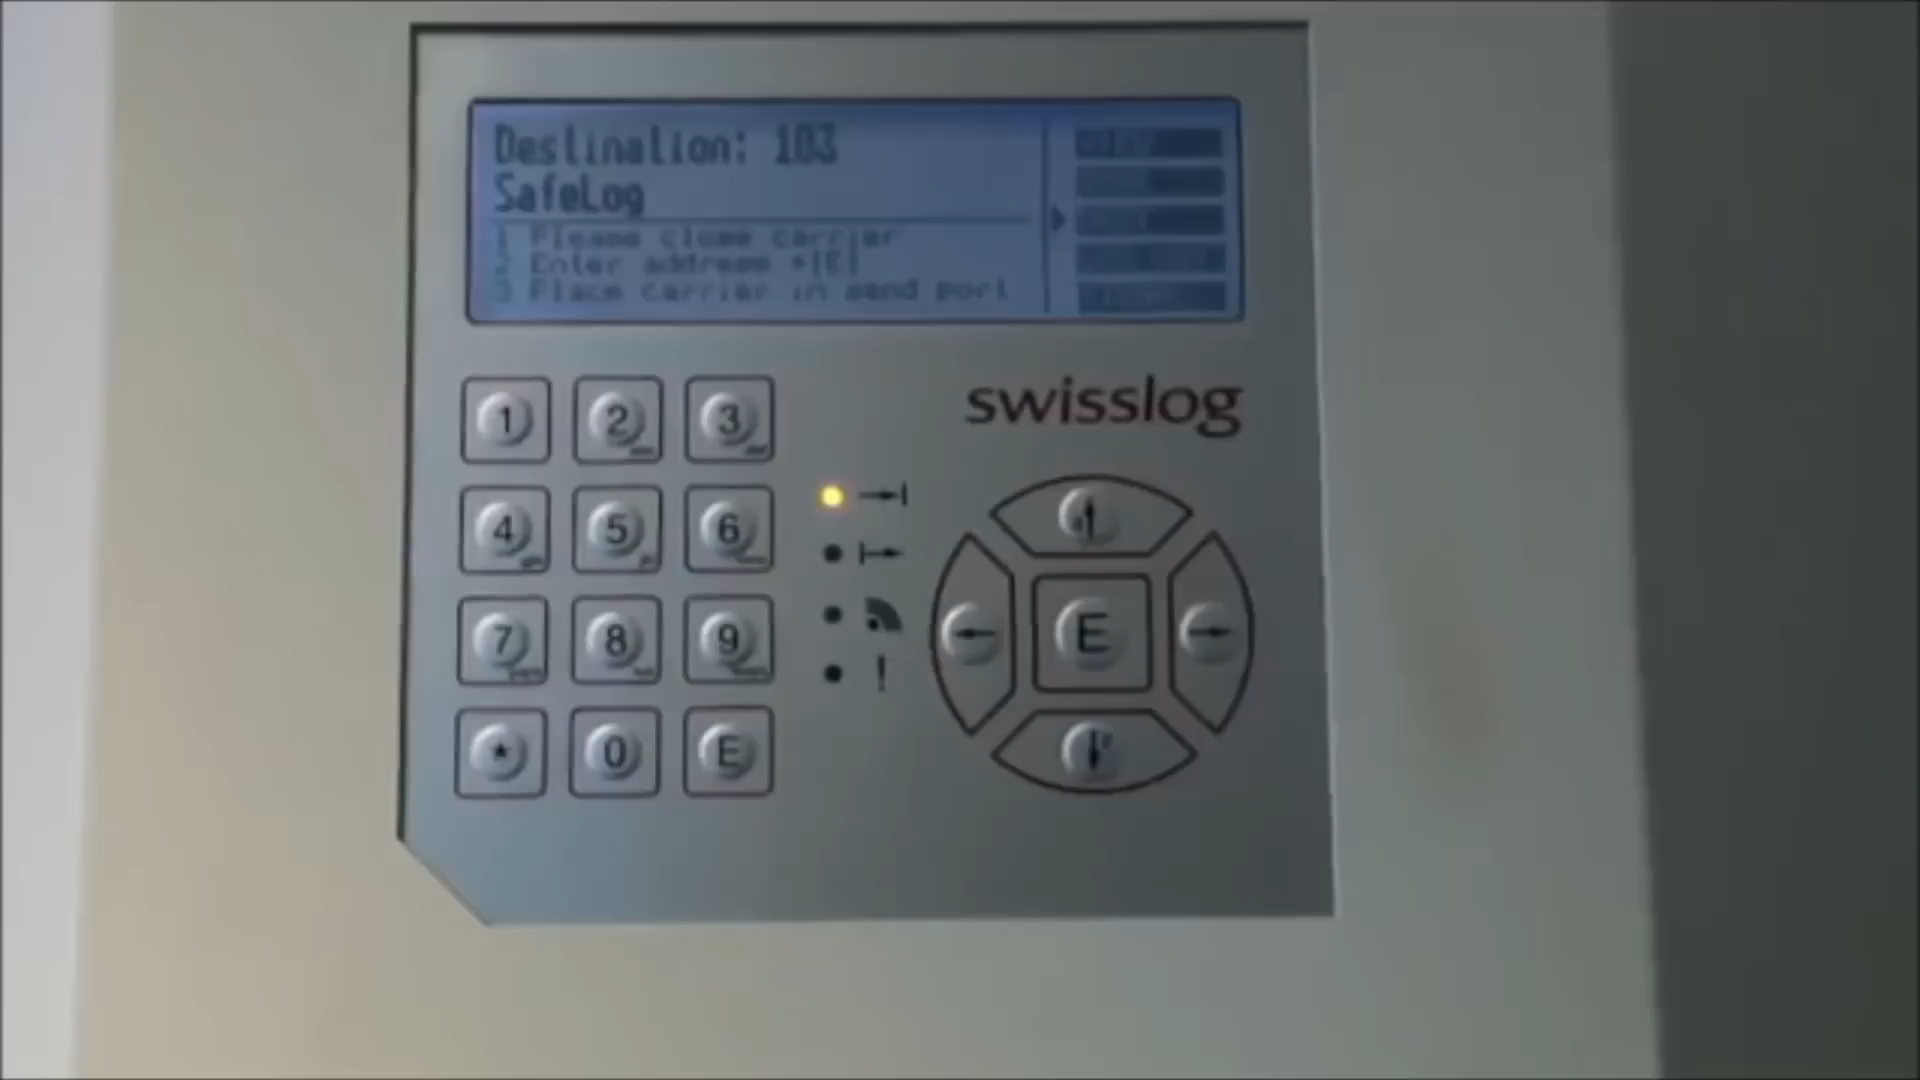 Destination: 103
SafeLog
1 Please close carrier
2 Enter address +[E]
3 Place carrier in send port
swisslog
1 2 3
4 5 6
7 8 9
* 0 E
!
E